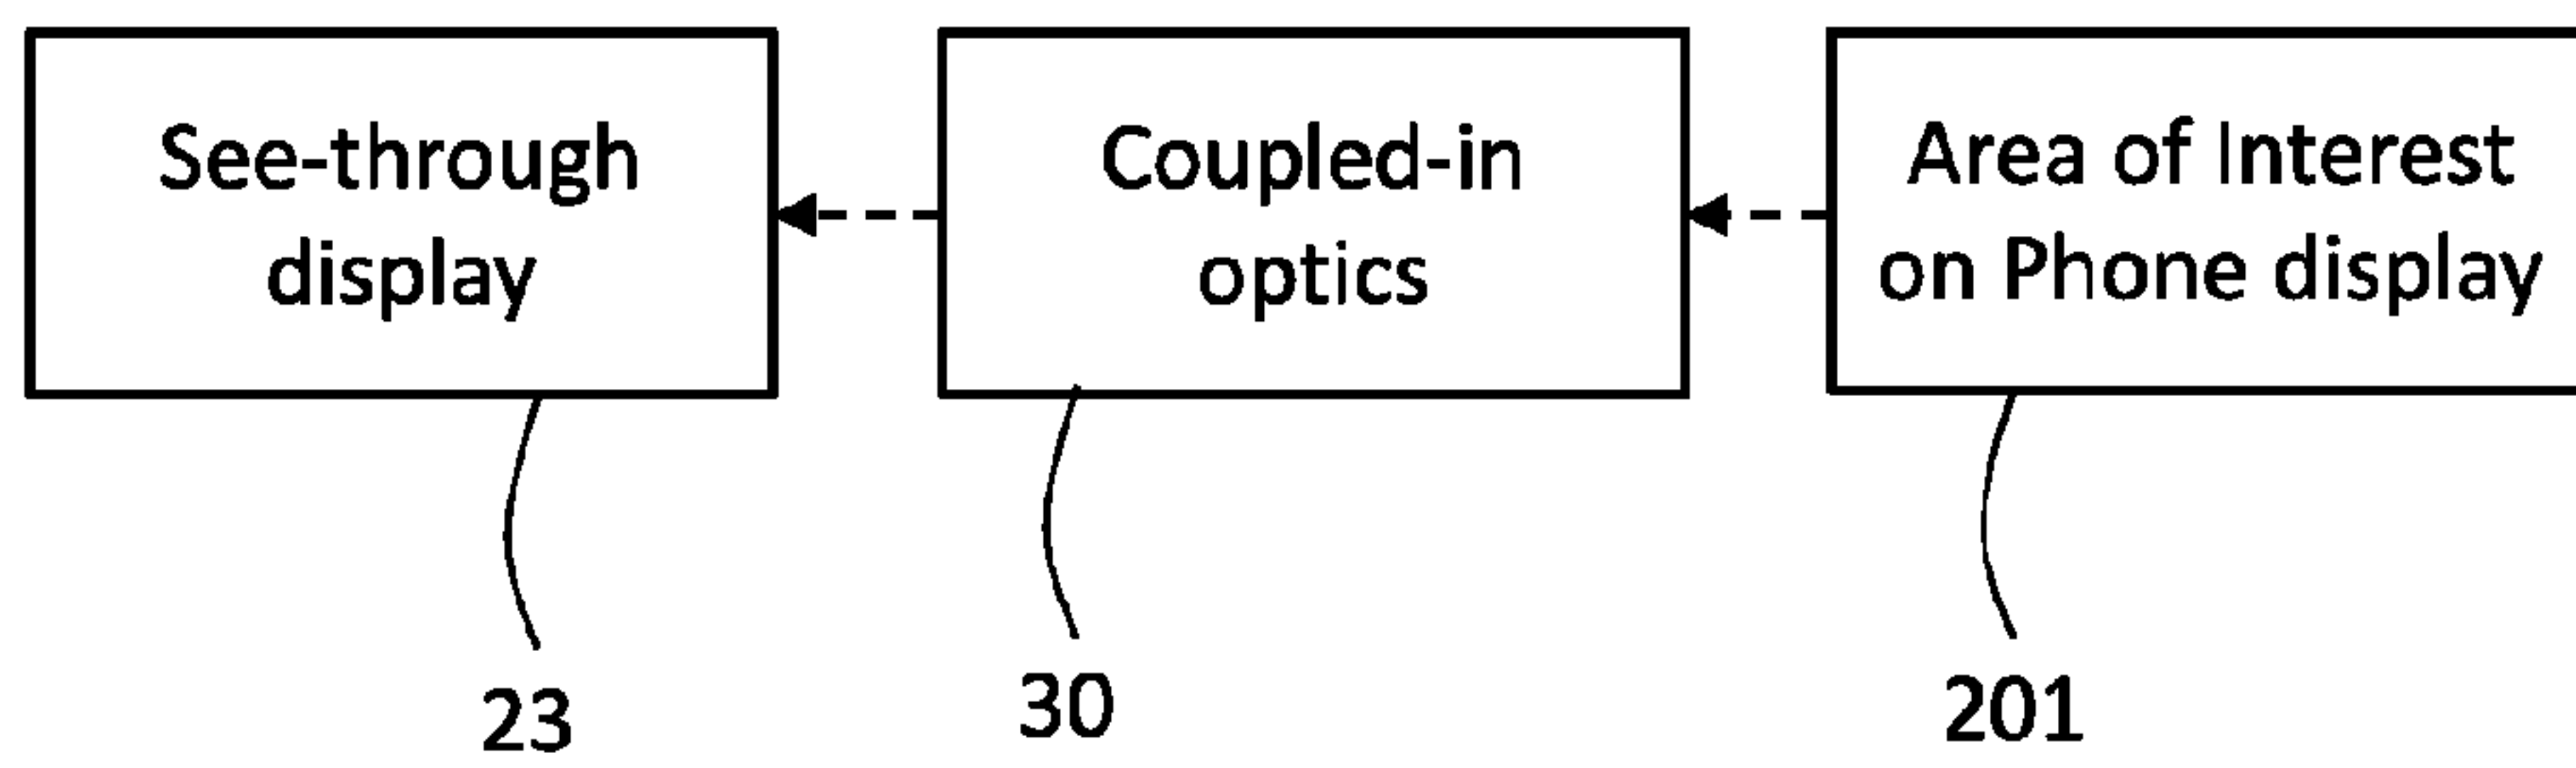 See-through
display
Coupled-in
optics
Area of Interest
on Phone display
23
30
201